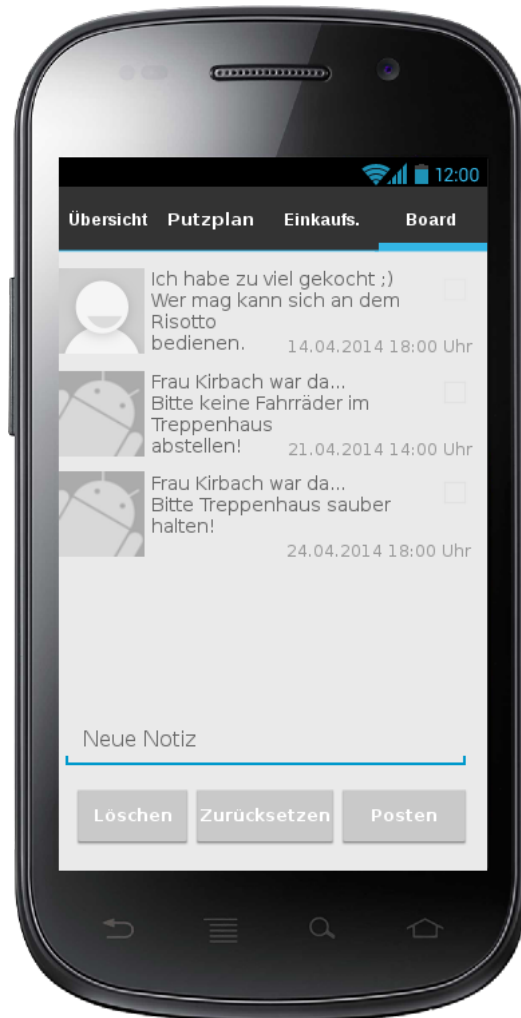 12:00
Übersicht Putzplan Einkaufs. Board
Ich habe zu viel gekocht ;)
Wer mag kann sich an dem
Risotto
bedienen. 14.04.2014 18:00 Uhr
Frau Kirbach war da...
Bitte keine Fahrräder im
Treppenhaus
abstellen! 21.04.2014 14:00 Uhr
Frau Kirbach war da...
Bitte Treppenhaus sauber
halten!
24.04.2014 18:00 Uhr
Neue Notiz
Löschen Zurücksetzen Posten